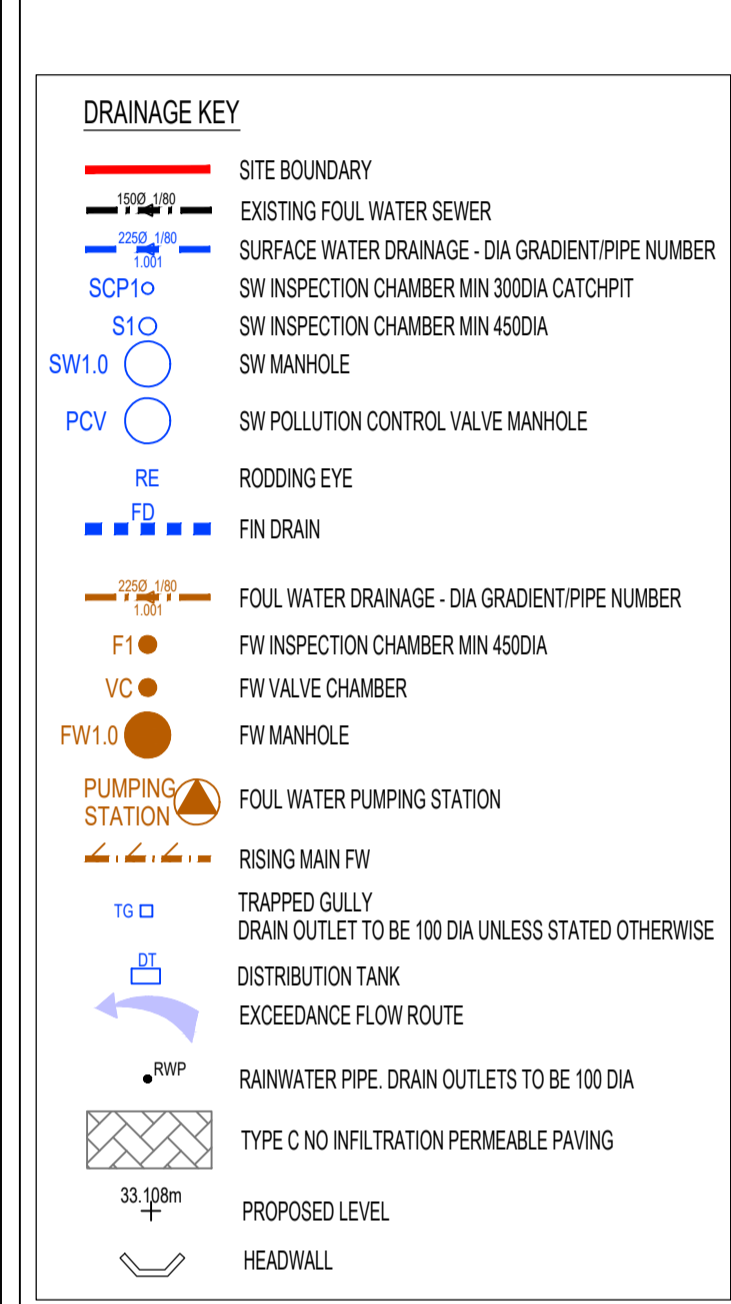 DRAINAGE KEY
SITE BOUNDARY
150Ø 1/80
EXISTING FOUL WATER SEWER
225Ø 1/80
1.001
SURFACE WATER DRAINAGE - DIA GRADIENT/PIPE NUMBER
SCP1
SW INSPECTION CHAMBER MIN 300DIA CATCHPIT
S1
SW INSPECTION CHAMBER MIN 450DIA
SW1.0
SW MANHOLE
PCV
SW POLLUTION CONTROL VALVE MANHOLE
RE
RODDING EYE
FD
FIN DRAIN
225Ø 1/80
1.001
FOUL WATER DRAINAGE - DIA GRADIENT/PIPE NUMBER
F1
FW INSPECTION CHAMBER MIN 450DIA
VC
FW VALVE CHAMBER
FW1.0
FW MANHOLE
PUMPING
STATION
FOUL WATER PUMPING STATION
RISING MAIN FW
TG
TRAPPED GULLY
DRAIN OUTLET TO BE 100 DIA UNLESS STATED OTHERWISE
DT
DISTRIBUTION TANK
EXCEEDANCE FLOW ROUTE
RWP
RAINWATER PIPE. DRAIN OUTLETS TO BE 100 DIA
TYPE C NO INFILTRATION PERMEABLE PAVING
33.108m
PROPOSED LEVEL
HEADWALL